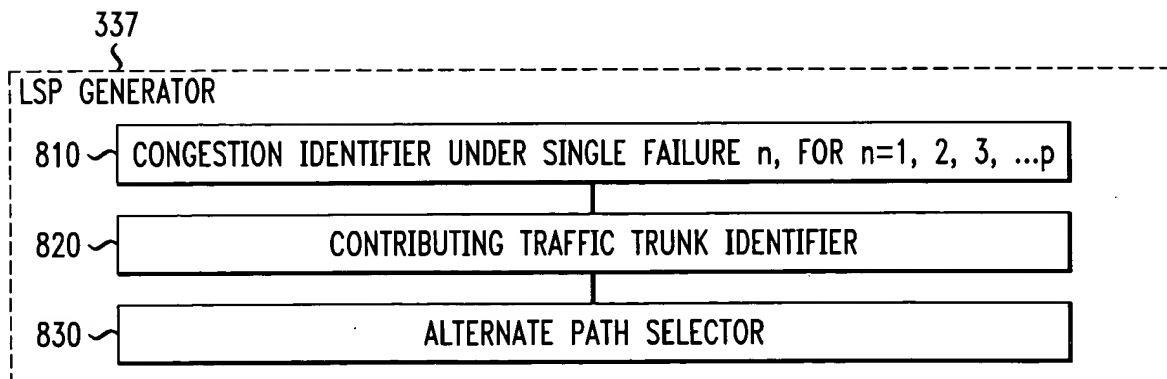 337
LSP GENERATOR
810 CONGESTION IDENTIFIER UNDER SINGLE FAILURE n, FOR n=1, 2, 3, ...p
820 CONTRIBUTING TRAFFIC TRUNK IDENTIFIER
830 ALTERNATE PATH SELECTOR